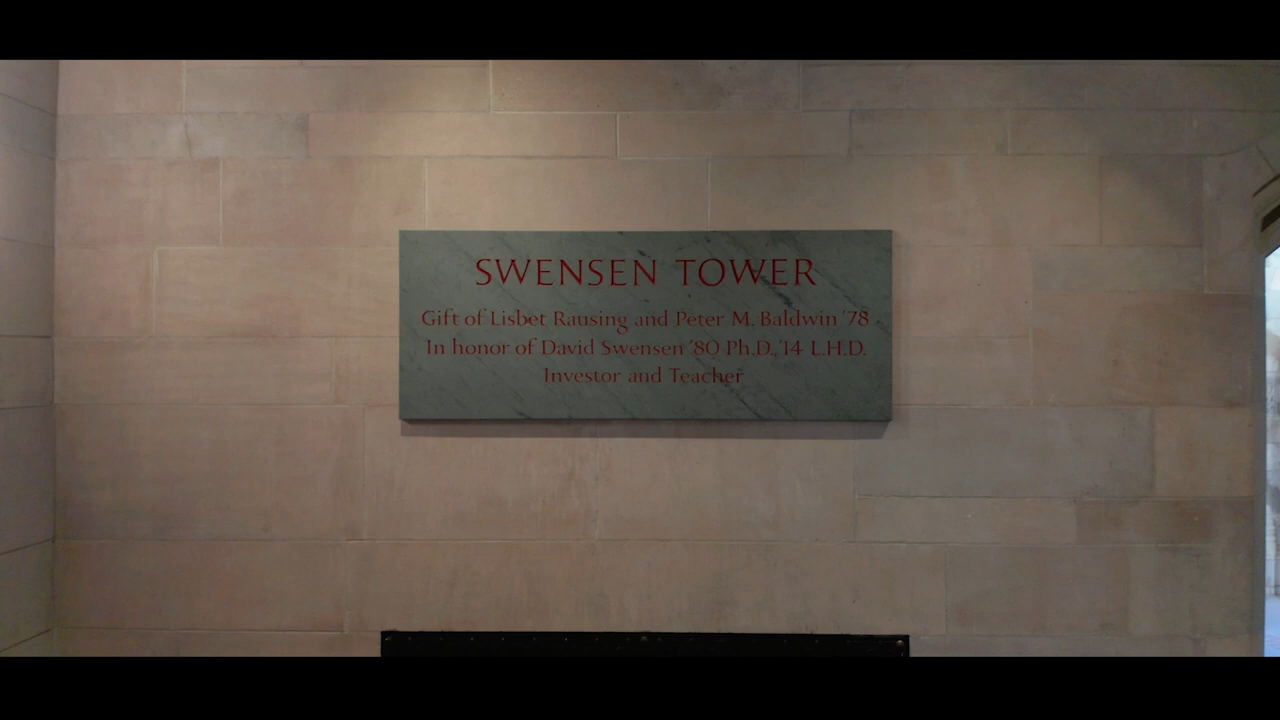 SWENSEN TOWER
Gift of Lisbet Rausing and Peter M. Baldwin '78
In honor of David Swensen '80 Ph.D., '14 L.H.D.
Investor and Teacher